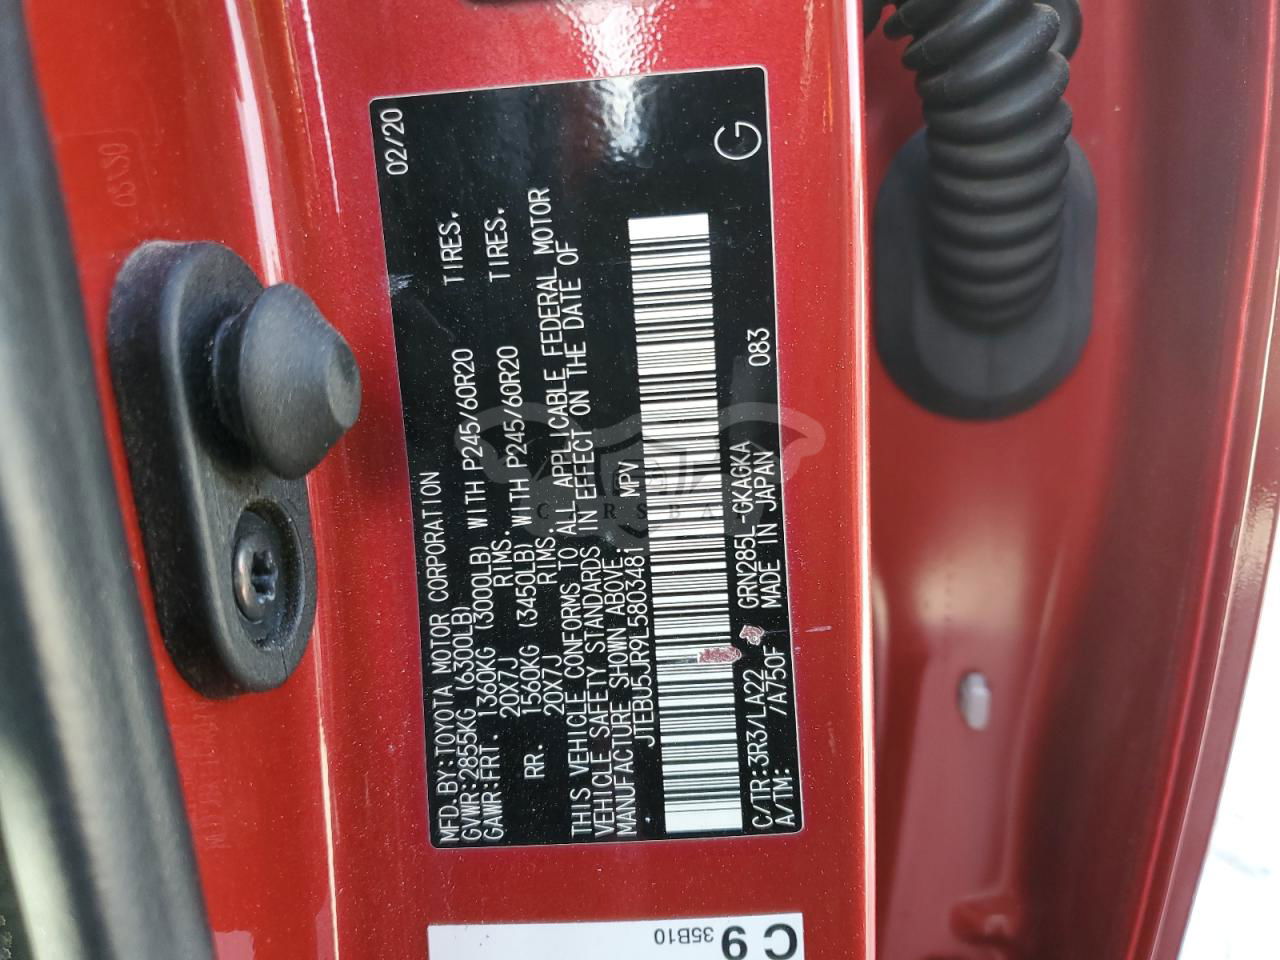 MFD.BY:TOYOTA MOTOR CORPORATION 02/20
GVWR:2855KG (6300LB)
GAWR:FRT. 1360KG (3000LB) WITH P245/60R20 TIRES.
20X7J RIMS.
RR. 1560KG (3450LB) WITH P245/60R20 TIRES.
20X7J RIMS.
THIS VEHICLE CONFORMS TO ALL APPLICABLE FEDERAL MOTOR
VEHICLE SAFETY STANDARDS IN EFFECT ON THE DATE OF
MANUFACTURE SHOWN ABOVE.
JTEBU5JR9L5803481 MPV
C/TR:3R3/LA22 GRN285L-GKAGKA 083 G
A/TM: /A750F MADE IN JAPAN
C 9
35B10